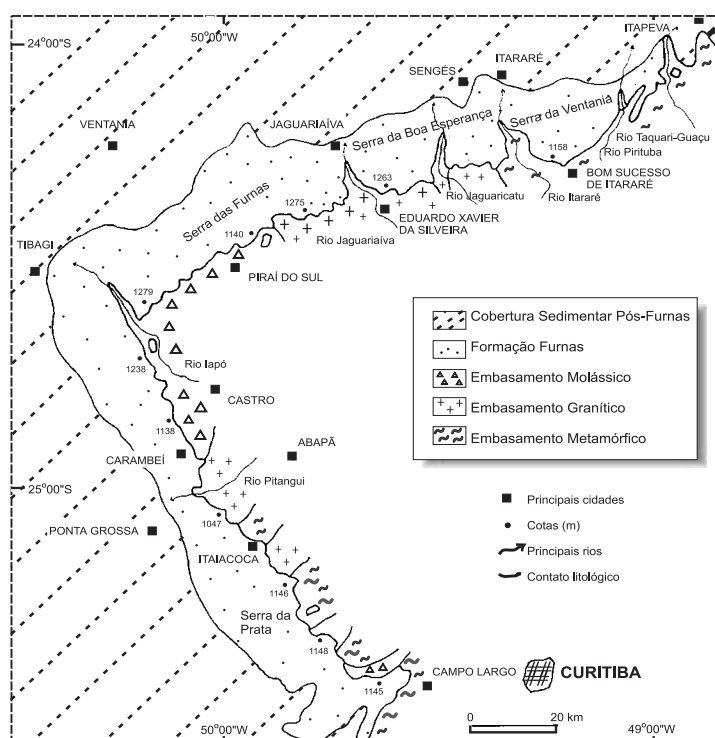 50°00"W
24°00"S
ITAPEVA
ITARARÉ
SENGÉS
VENTANIA
JAGUARIAÍVA
Serra da Boa Esperança
Serra da Ventania
Rio Taquari-Guaçu
Rio Pirituba
1158
BOM SUCESSO
DE ITARARÉ
Rio Itararé
1263
Rio Jaguaricatu
Serra das Furnas
1275
EDUARDO XAVIER
DA SILVEIRA
Rio Jaguariaíva
1140
TIBAGI
PIRAÍ DO SUL
1279
Cobertura Sedimentar Pós-Furnas
Formação Furnas
Embasamento Molássico
Embasamento Granítico
Embasamento Metamórfico
1238
Rio Iapó
CASTRO
1138
ABAPÃ
CARAMBEÍ
Rio Pitangui
25°00"S
Principais cidades
Cotas (m)
Principais rios
Contato litológico
1047
PONTA GROSSA
ITAIACOCA
1146
Serra da
Prata
1148
1145
CAMPO LARGO
CURITIBA
0 20 km
50°00"W
49°00"W